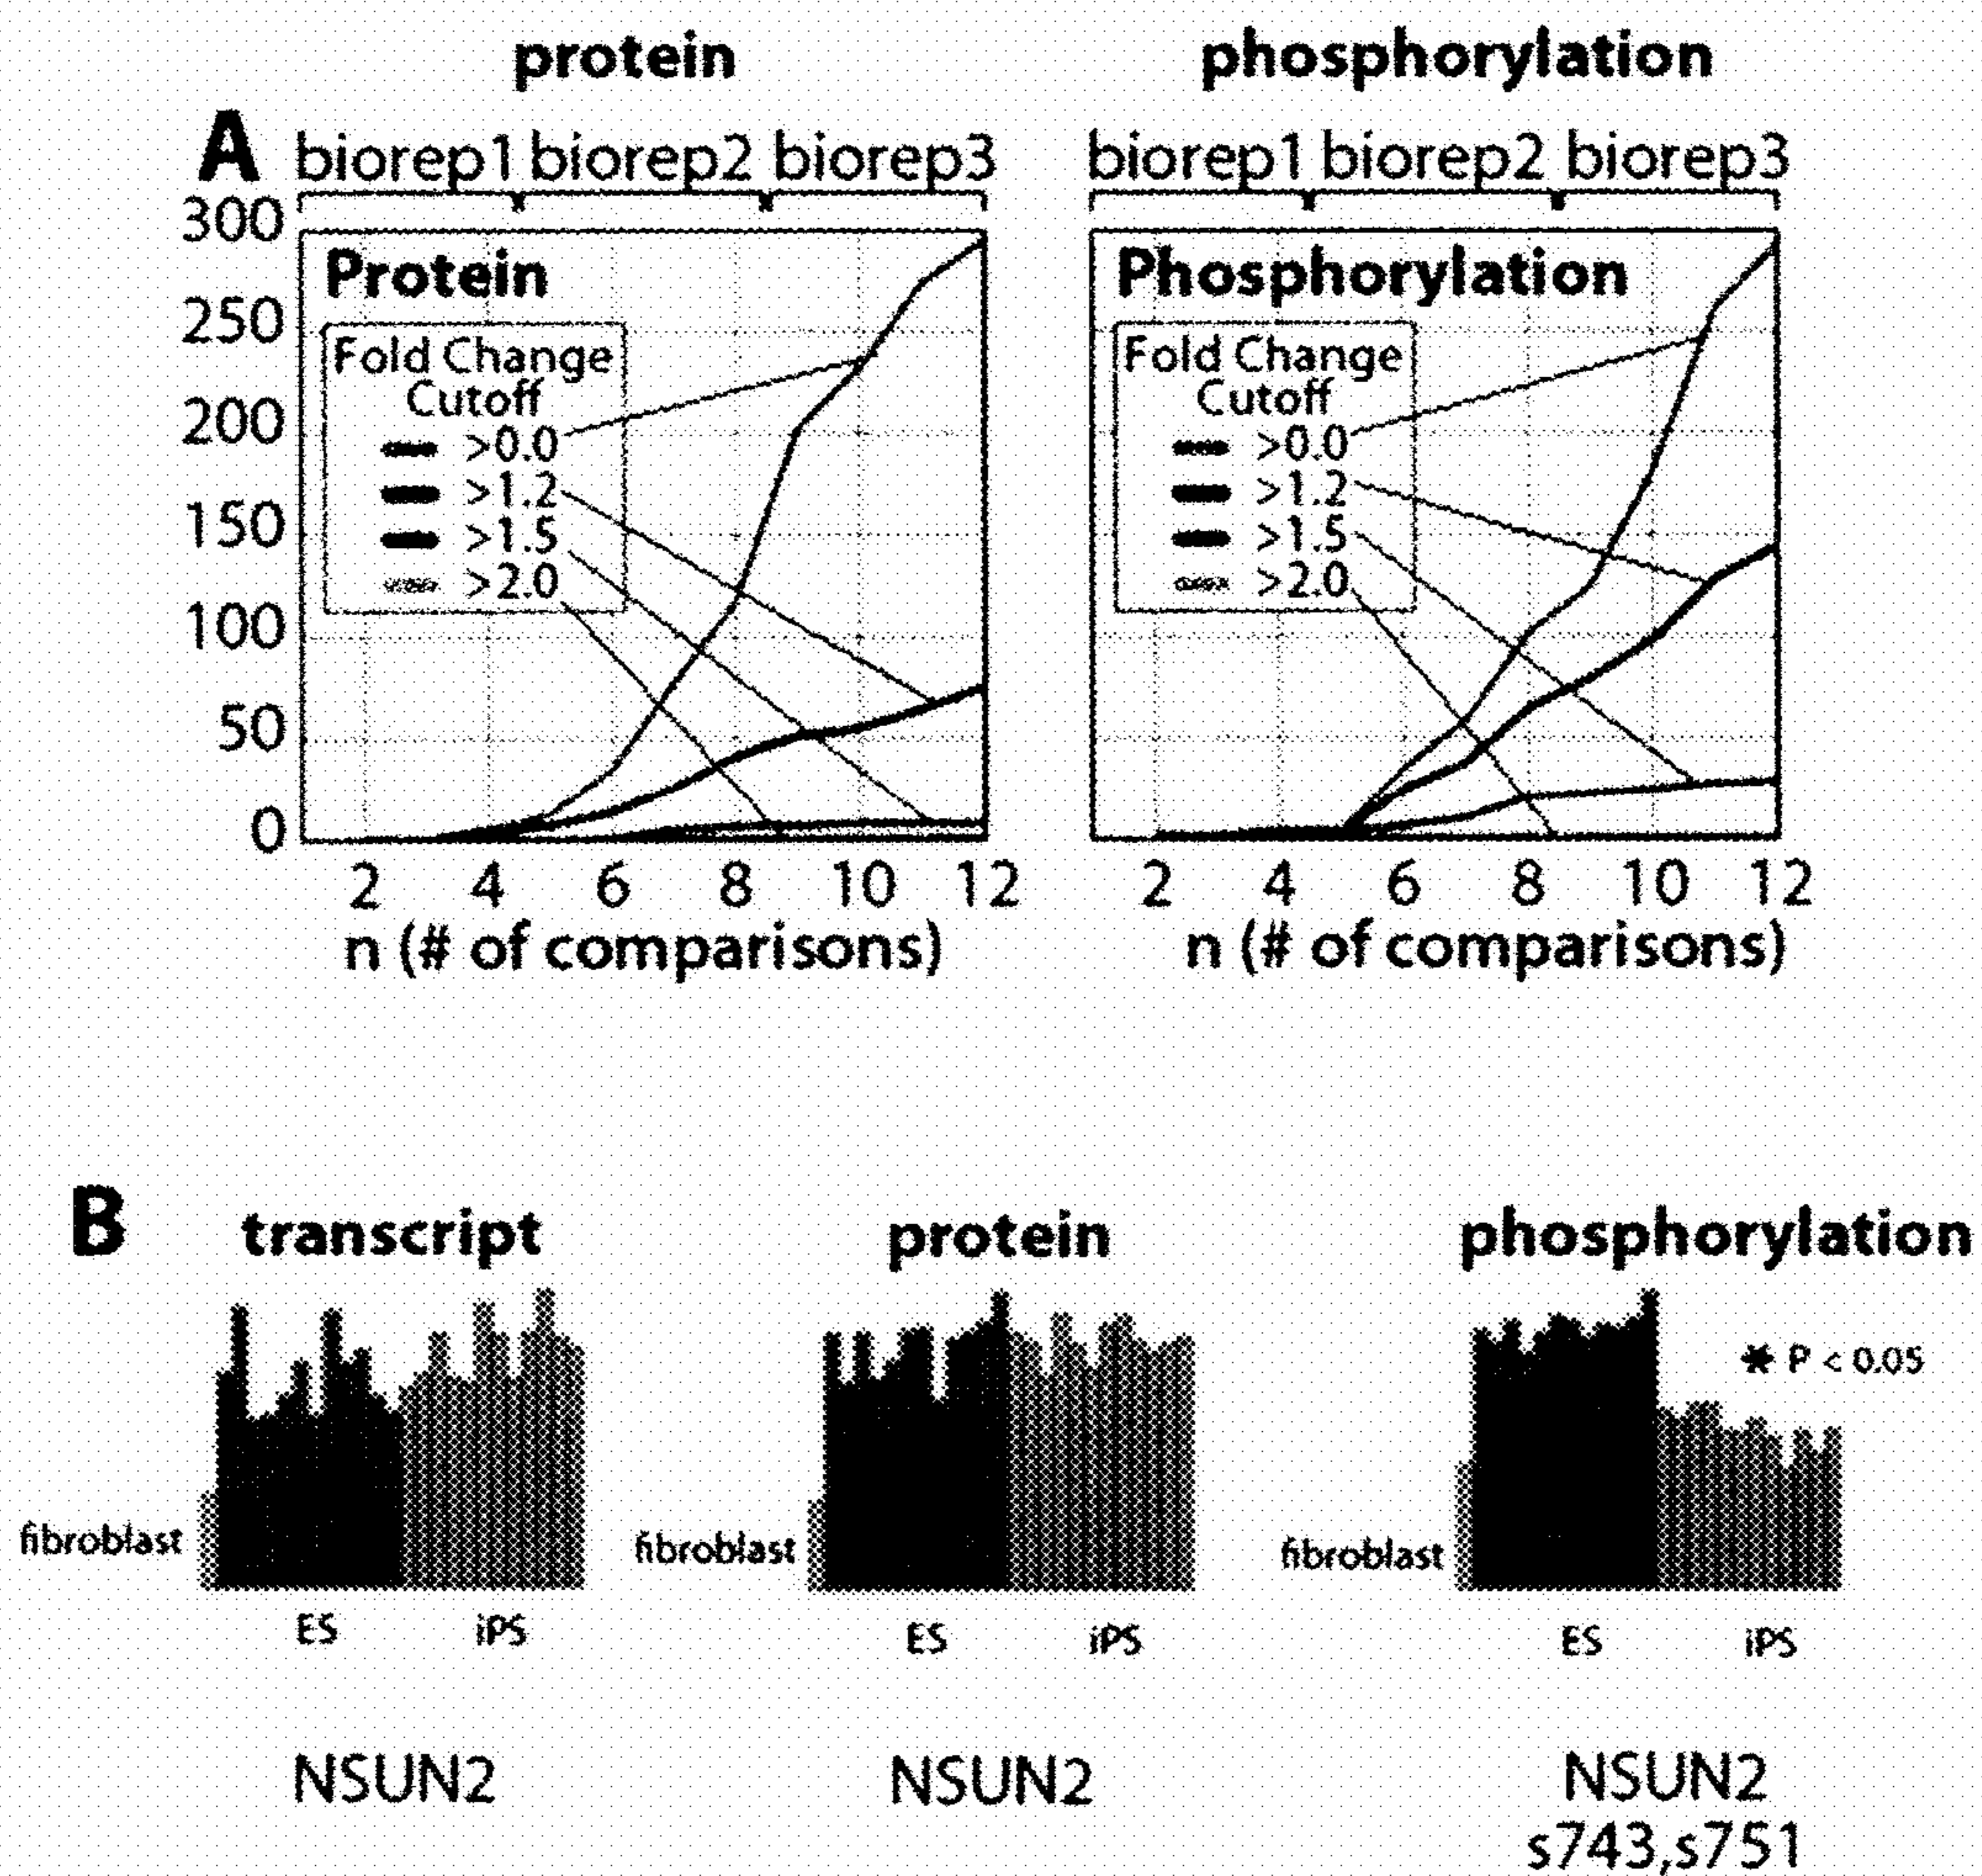 protein
phosphorylation
A
biorep1 biorep2 biorep3
biorep1 biorep2 biorep3
300
250
200
150
100
50
0
Protein
Fold Change
Cutoff
>0.0
>1.2
>1.5
>2.0
2 4 6 8 10 12
n (# of comparisons)
Phosphorylation
Fold Change
Cutoff
>0.0
>1.2
>1.5
>2.0
2 4 6 8 10 12
n (# of comparisons)
B
transcript
fibroblast
ES iPS
NSUN2
protein
fibroblast
ES iPS
NSUN2
phosphorylation
* P < 0.05
fibroblast
ES iPS
NSUN2
s743,s751